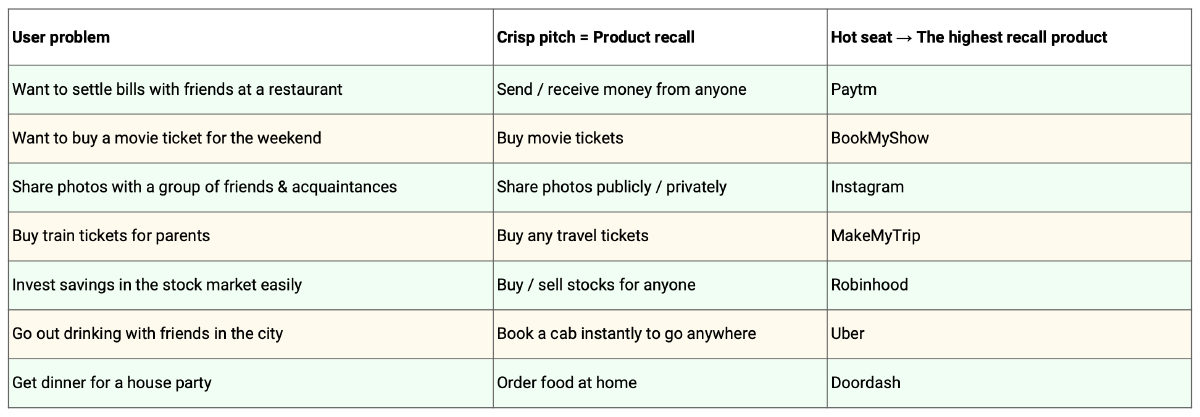 User problem
Crisp pitch = Product recall
Hot seat → The highest recall product
Want to settle bills with friends at a restaurant
Send / receive money from anyone
Paytm
Want to buy a movie ticket for the weekend
Buy movie tickets
BookMyShow
Share photos with a group of friends & acquaintances
Share photos publicly / privately
Instagram
Buy train tickets for parents
Buy any travel tickets
MakeMyTrip
Invest savings in the stock market easily
Buy / sell stocks for anyone
Robinhood
Go out drinking with friends in the city
Book a cab instantly to go anywhere
Uber
Get dinner for a house party
Order food at home
Doordash